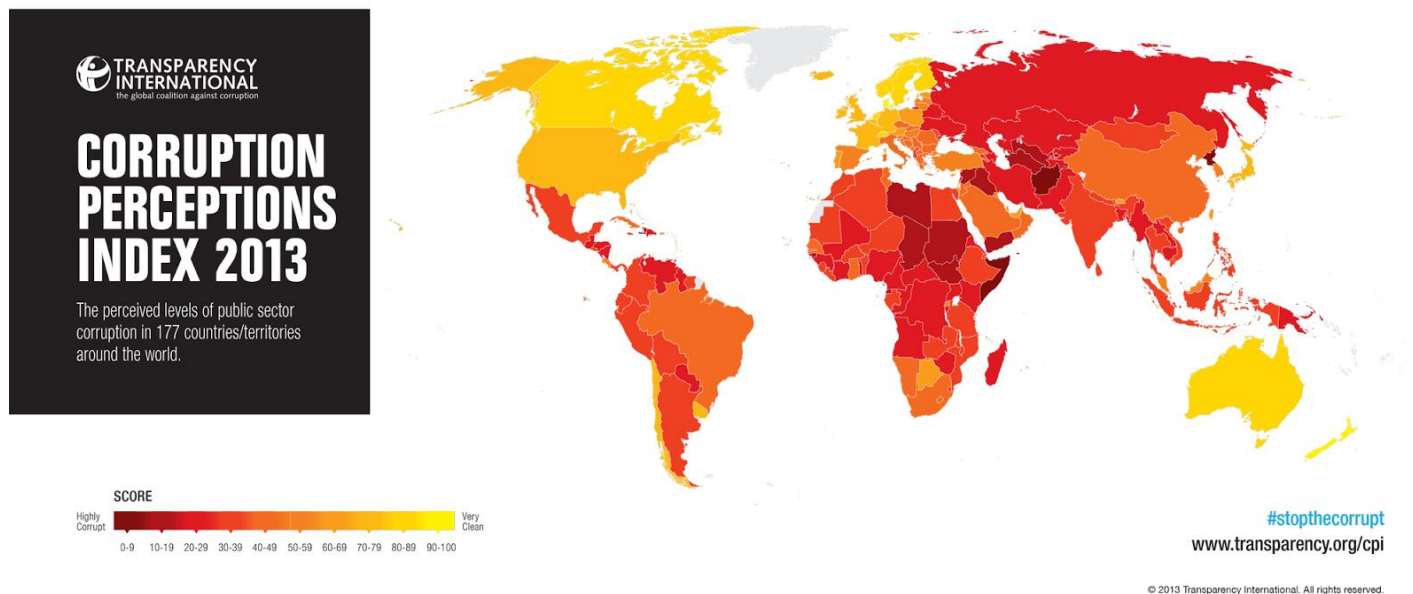 TRANSPARENCY
INTERNATIONAL
the global coalition against corruption
CORRUPTION
PERCEPTIONS
INDEX 2013
The perceived levels of public sector
corruption in 177 countries/territories
around the world.
SCORE
Highly
Corrupt
Very
Clean
0-9 10-19 20-29 30-39 40-49 50-59 60-69 70-79 80-89 90-100
#stopthecorrupt
www.transparency.org/cpi
© 2013 Transparency International. All rights reserved.